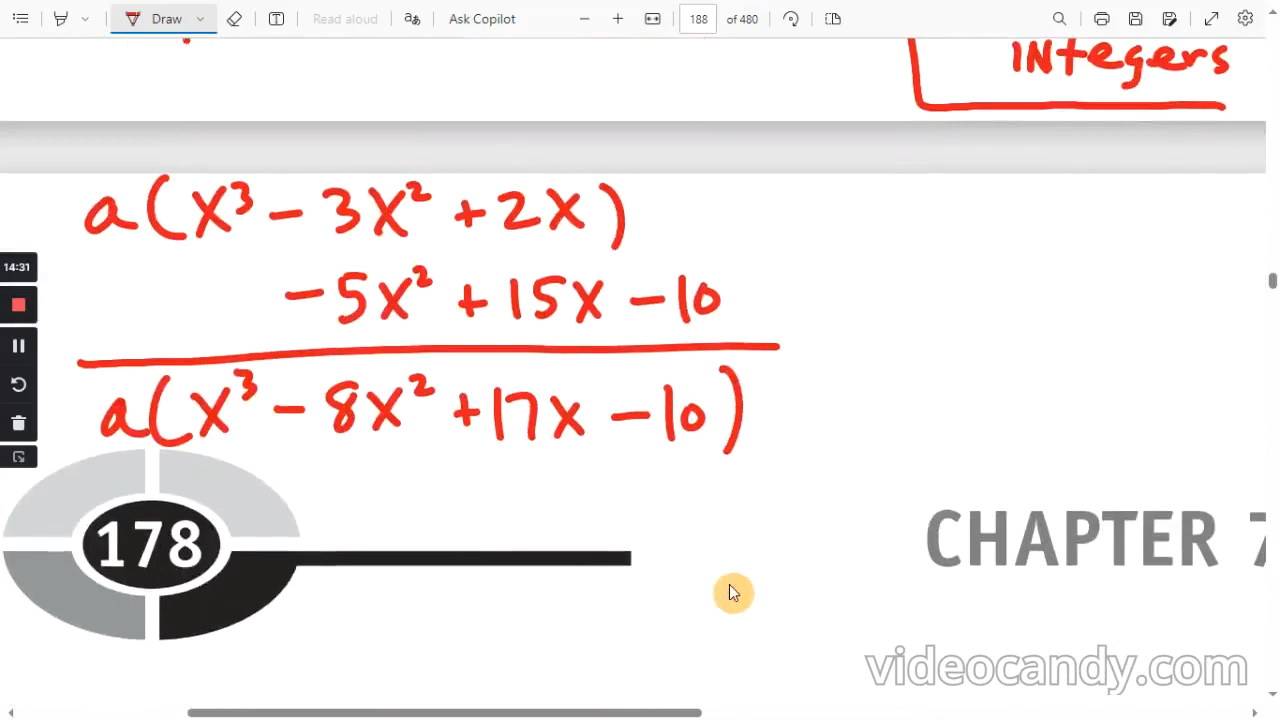 Draw
Read aloud
Ask Copilot
188 of 480
INtegers
a(x³ - 3x² + 2x)
14:31
-5x² + 15x - 10
a(x³ - 8x² + 17x - 10)
178
CHAPTER 7
videocandy.com